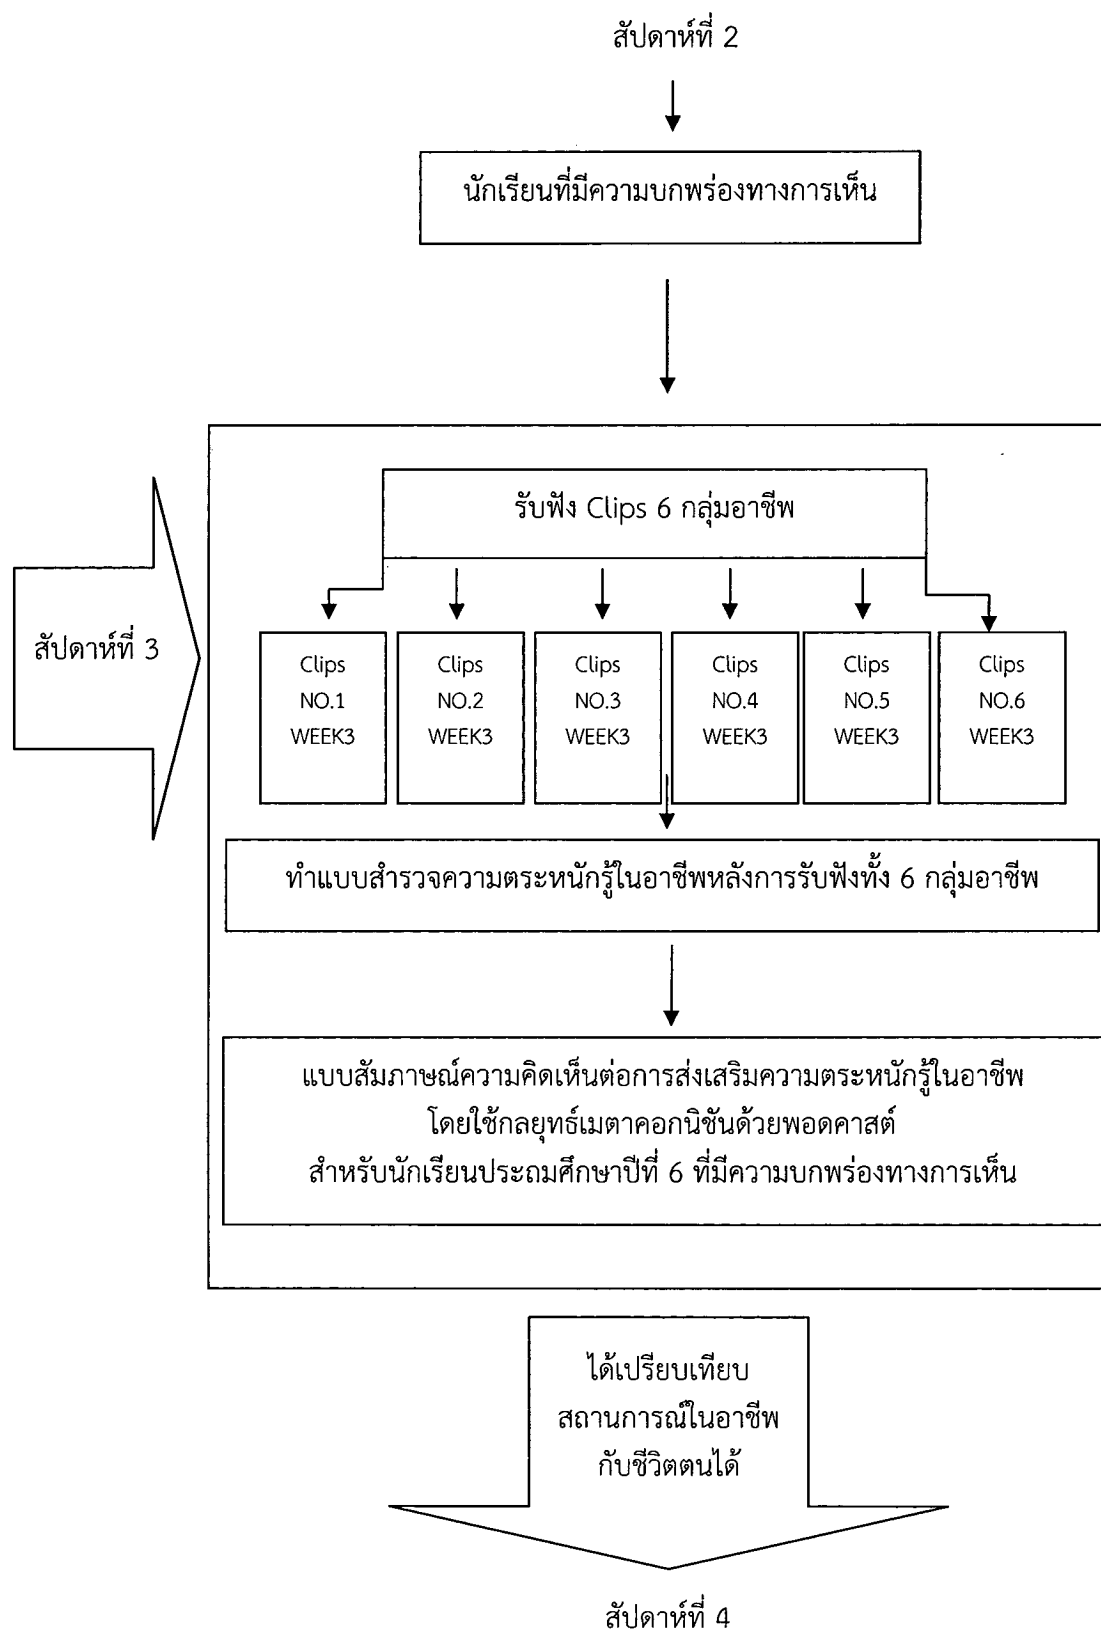 สัปดาห์ที่ 2
นักเรียนที่มีความบกพร่องทางการเห็น
รับฟัง Clips 6 กลุ่มอาชีพ
สัปดาห์ที่ 3
Clips
NO.1
WEEK3
Clips
NO.2
WEEK3
Clips
NO.3
WEEK3
Clips
NO.4
WEEK3
Clips
NO.5
WEEK3
Clips
NO.6
WEEK3
ทำแบบสำรวจความตระหนักรู้ในอาชีพหลังการรับฟังทั้ง 6 กลุ่มอาชีพ
แบบสัมภาษณ์ความคิดเห็นต่อการส่งเสริมความตระหนักรู้ในอาชีพ
โดยใช้กลยุทธ์เมตาคอกนิชันด้วยพอดคาสต์
สำหรับนักเรียนประถมศึกษาปีที่ 6 ที่มีความบกพร่องทางการเห็น
ได้เปรียบเทียบ
สถานการณ์ในอาชีพ
กับชีวิตตนได้
สัปดาห์ที่ 4